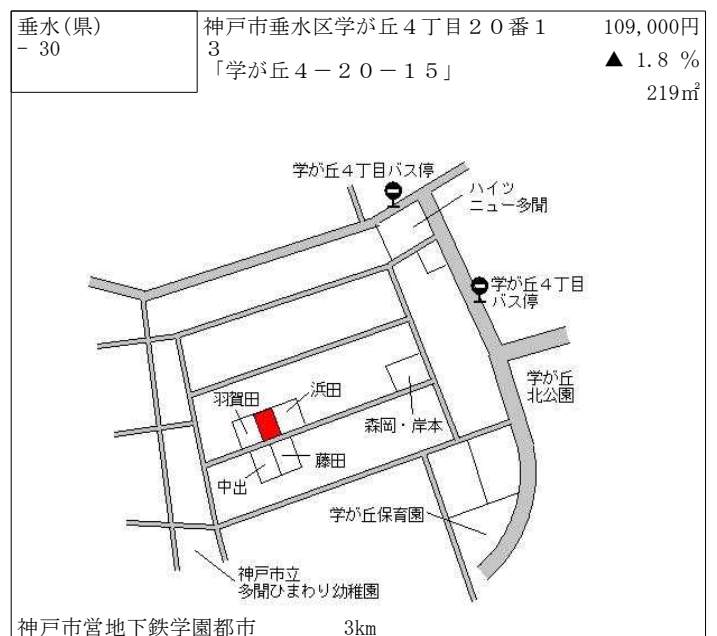 垂水(県)
－ 30
神戸市垂水区学が丘４丁目２０番１
３
「学が丘４－２０－１５」
109,000円
▲ 1.8 %
219㎡
学が丘４丁目バス停
ハイツ
ニュー多聞
学が丘４丁目
バス停
学が丘
北公園
羽賀田
浜田
森岡・岸本
藤田
中出
学が丘保育園
神戸市立
多聞ひまわり幼稚園
神戸市営地下鉄学園都市 3km